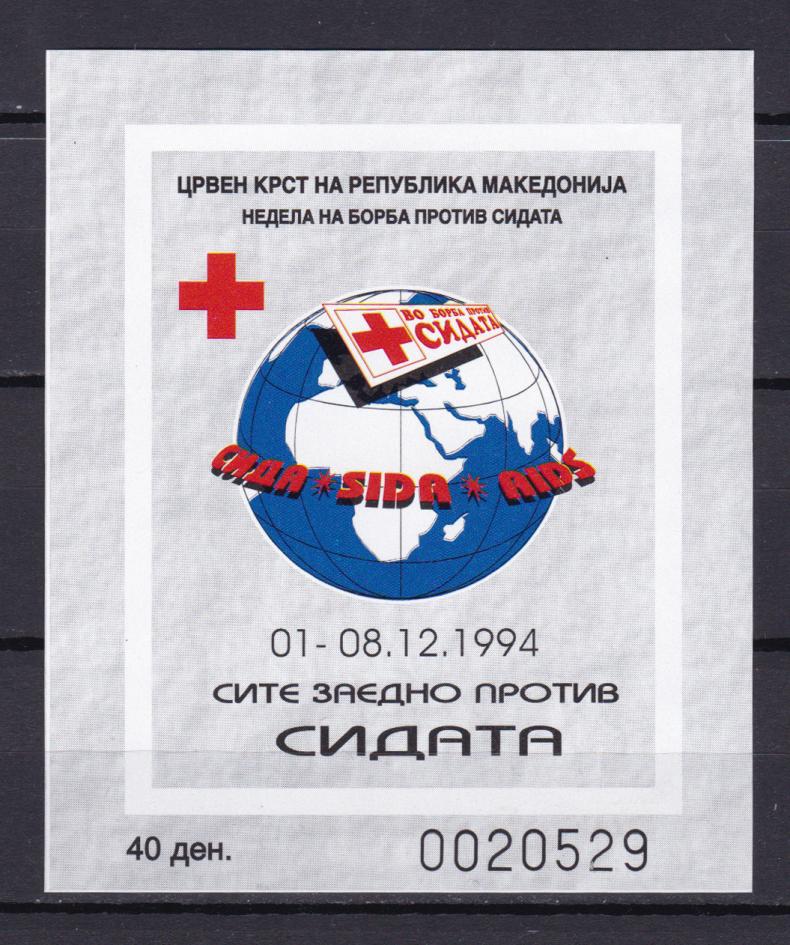 ЦРВЕН КРСТ НА РЕПУБЛИКА МАКЕДОНИЈА
НЕДЕЛА НА БОРБА ПРОТИВ СИДАТА
ВО БОРБА ПРОТИВ
СИДАТА
СИДА * SIDA * AIDS
01-08.12.1994
СИТЕ ЗАЕДНО ПРОТИВ
СИДАТА
40 ден.
0020529